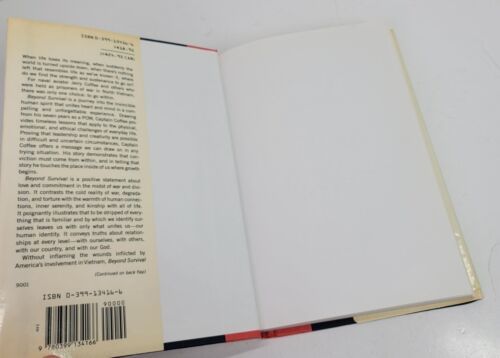 ISBN 0-399-13416-6
>$18.95
When life loses its meaning, when suddenly the
world is turned upside down, when there's nothing
left that resembles life as we've known it, where
do we find the strength and sustenance to go on?
For naval aviator Jerry Coffee and others who
were held as prisoners of war in North Vietnam,
there was only one choice: to go within.
Beyond Survival is a journey into the invincible
human spirit that unites heart and mind in a com-
pelling and unforgettable experience. Drawing
from his seven years as a POW, Captain Coffee pro-
vides timeless lessons that apply to the physical,
emotional, and ethical challenges of everyday life.
Proving that leadership and creativity are possible
in difficult and uncertain circumstances, Captain
Coffee offers a message we can draw on in any
trying situation. His story demonstrates that con-
viction must come from within, and in telling that
story he touches the place inside of us where growth
begins.
Beyond Survival is a positive statement about
love and commitment in the midst of war and divi-
sion. It contrasts the cold reality of war, degrada-
tion, and torture with the warmth of human connec-
tions, inner serenity, and kinship with all of life.
It poignantly illustrates that to be stripped of every-
thing that is familiar and by which we identify our-
selves leaves us with only what unites us—our
human identity. It conveys truths about relation-
ships at every level—with ourselves, with others,
with our country, and with our God.
Without inflaming the wounds inflicted by
America's involvement in Vietnam, Beyond Survival
(Continued on back flap)
9001
ISBN 0-399-13416-6
90000
9 780399 134166